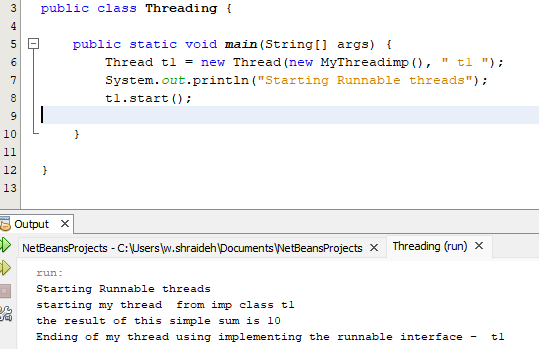 3 public class Threading {
4
5 public static void main(String[] args) {
6 Thread t1 = new Thread(new MyThreadimp(), " t1 ");
7 System.out.println("Starting Runnable threads");
8 t1.start();
9
10 }
11
12 }
13
Output
NetBeansProjects - C:\Users\w.shraideh\Documents\NetBeansProjects Threading (run)
run:
Starting Runnable threads
starting my thread from imp class t1
the result of this simple sum is 10
Ending of my thread using implementing the runnable interface - t1